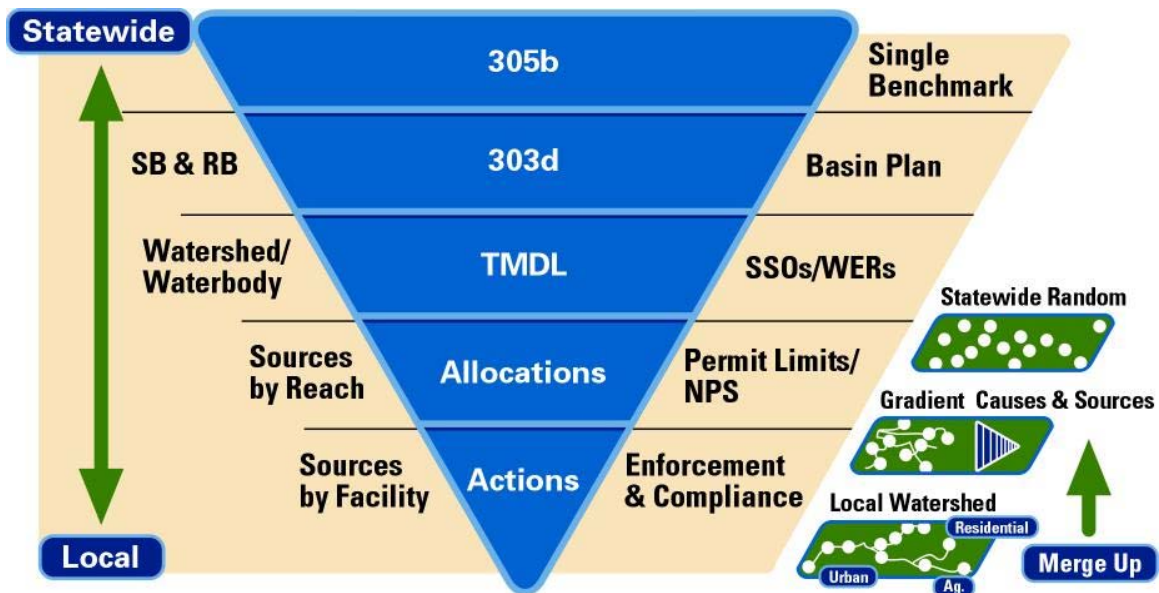 Statewide
305b
Single
Benchmark
SB & RB
303d
Basin Plan
Watershed/
Waterbody
TMDL
SSOs/WERs
Statewide Random
Sources
by Reach
Allocations
Permit Limits/
NPS
Gradient Causes & Sources
Sources
by Facility
Actions
Enforcement
& Compliance
Local Watershed
Residential
Urban
Ag.
Local
Merge Up